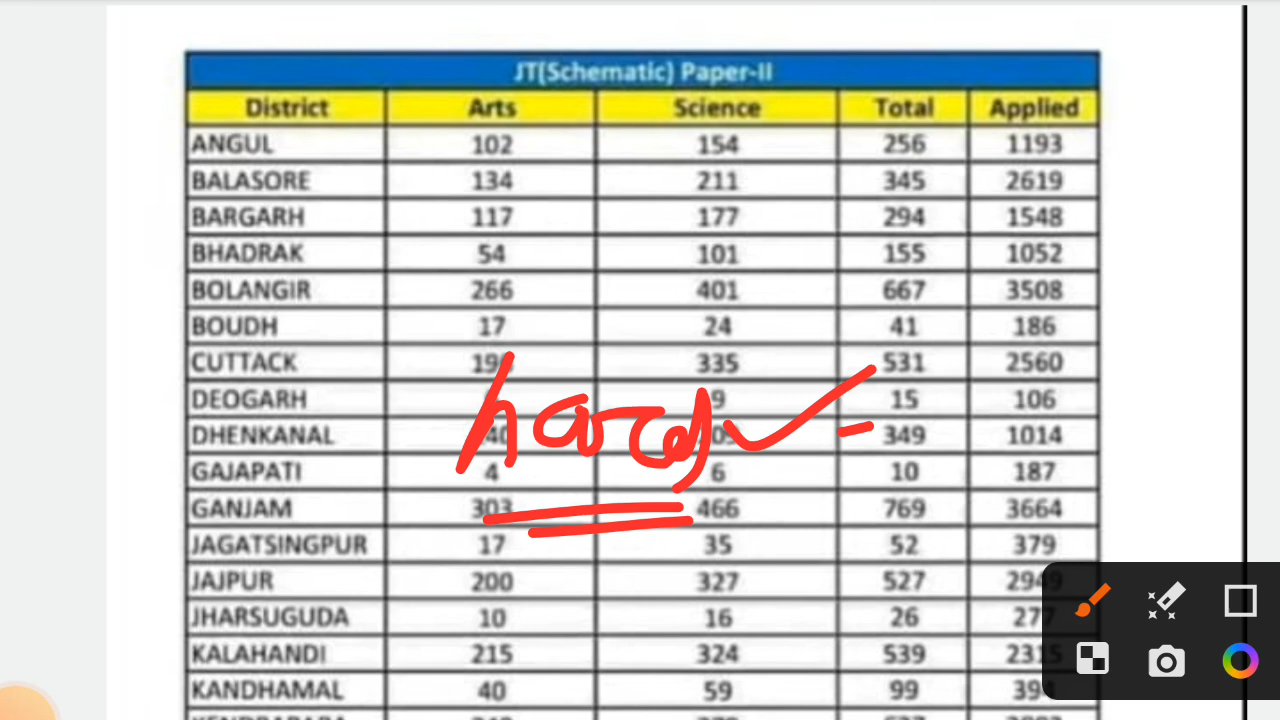 JT(Schematic) Paper-II
District Arts Science Total Applied
ANGUL 102 154 256 1193
BALASORE 134 211 345 2619
BARGARH 117 177 294 1548
BHADRAK 54 101 155 1052
BOLANGIR 266 401 667 3508
BOUDH 17 24 41 186
CUTTACK 335 531 2560
DEOGARH 9 15 106
DHENKANAL 349 1014
GAJAPATI 4 6 10 187
GANJAM 303 466 769 3664
JAGATSINGPUR 17 35 52 379
JAJPUR 200 327 527
JHARSUGUDA 10 16 26
KALAHANDI 215 324 539
KANDHAMAL 40 59 99